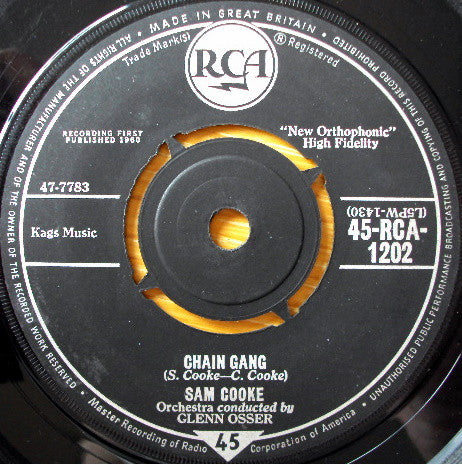 ALL RIGHTS OF THE MANUFACTURER AND OF THE OWNER OF THE RECORDED WORK RESERVED
MADE IN GREAT BRITAIN
UNAUTHORISED PUBLIC PERFORMANCE BROADCASTING AND COPYING OF THIS RECORD PROHIBITED
Trade Mark(s)
® Registered
RCA
RECORDING FIRST
PUBLISHED 1960
"New Orthophonic"
High Fidelity
47-7783
Kags Music
(L5PW-1430)
45-RCA-
1202
CHAIN GANG
(S. Cooke—C. Cooke)
SAM COOKE
Orchestra conducted by
GLENN OSSER
Master Recording of Radio Corporation of America.
45